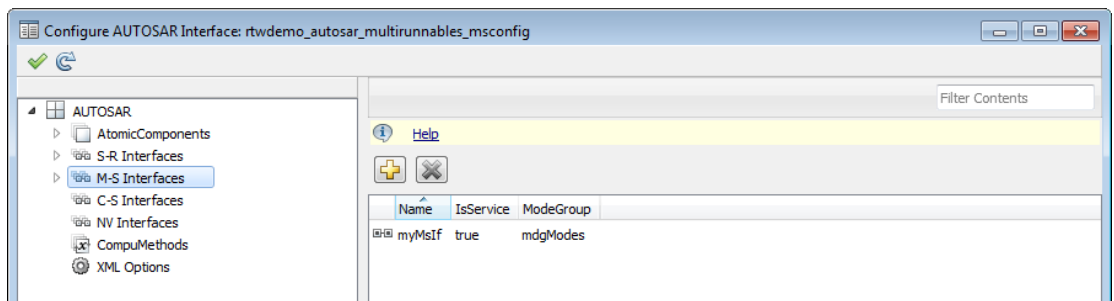 Configure AUTOSAR Interface: rtwdemo_autosar_multirunnables_msconfig
Filter Contents
AUTOSAR
AtomicComponents
S-R Interfaces
M-S Interfaces
C-S Interfaces
NV Interfaces
CompuMethods
XML Options
Help
Name IsService ModeGroup
myMsIf true mdgModes